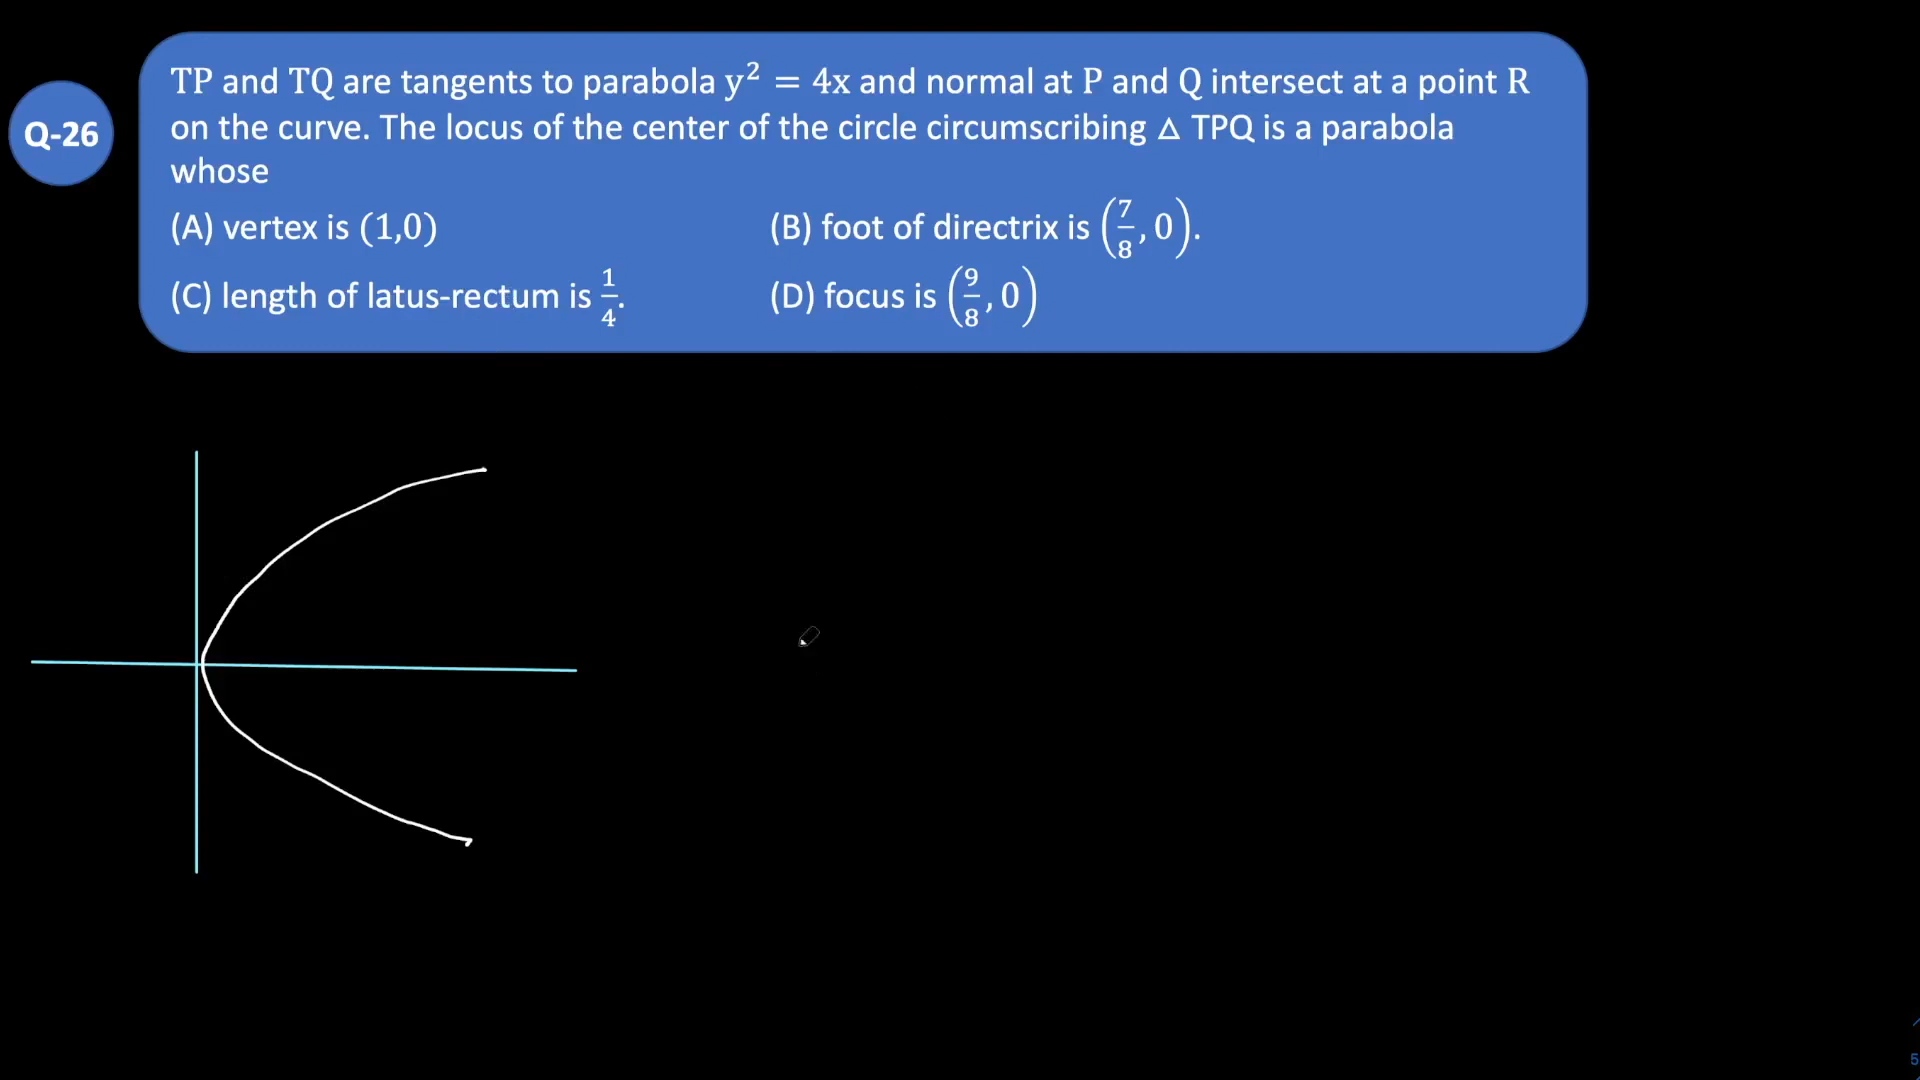 Q-26
TP and TQ are tangents to parabola y² = 4x and normal at P and Q intersect at a point R
on the curve. The locus of the center of the circle circumscribing △ TPQ is a parabola
whose
(A) vertex is (1,0)
(B) foot of directrix is (7/8, 0).
(C) length of latus-rectum is 1/4.
(D) focus is (9/8, 0)
5